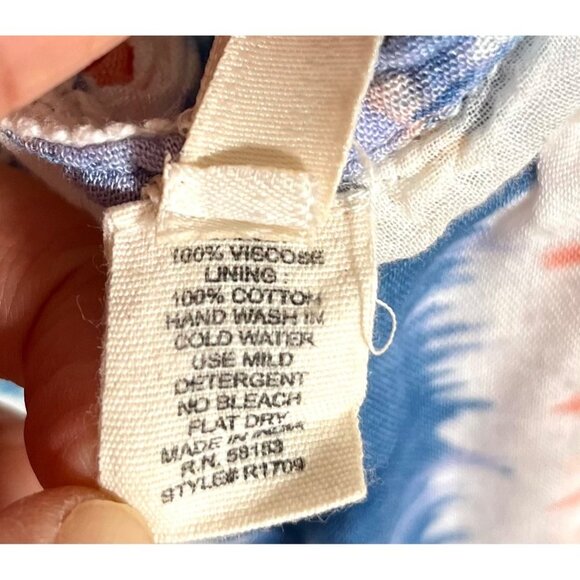 100% VISCOSE
LINING :
100% COTTON
HAND WASH IN
COLD WATER
USE MILD
DETERGENT
NO BLEACH
FLAT DRY
MADE IN INDIA
R.N. 58153
STYLE# R1709